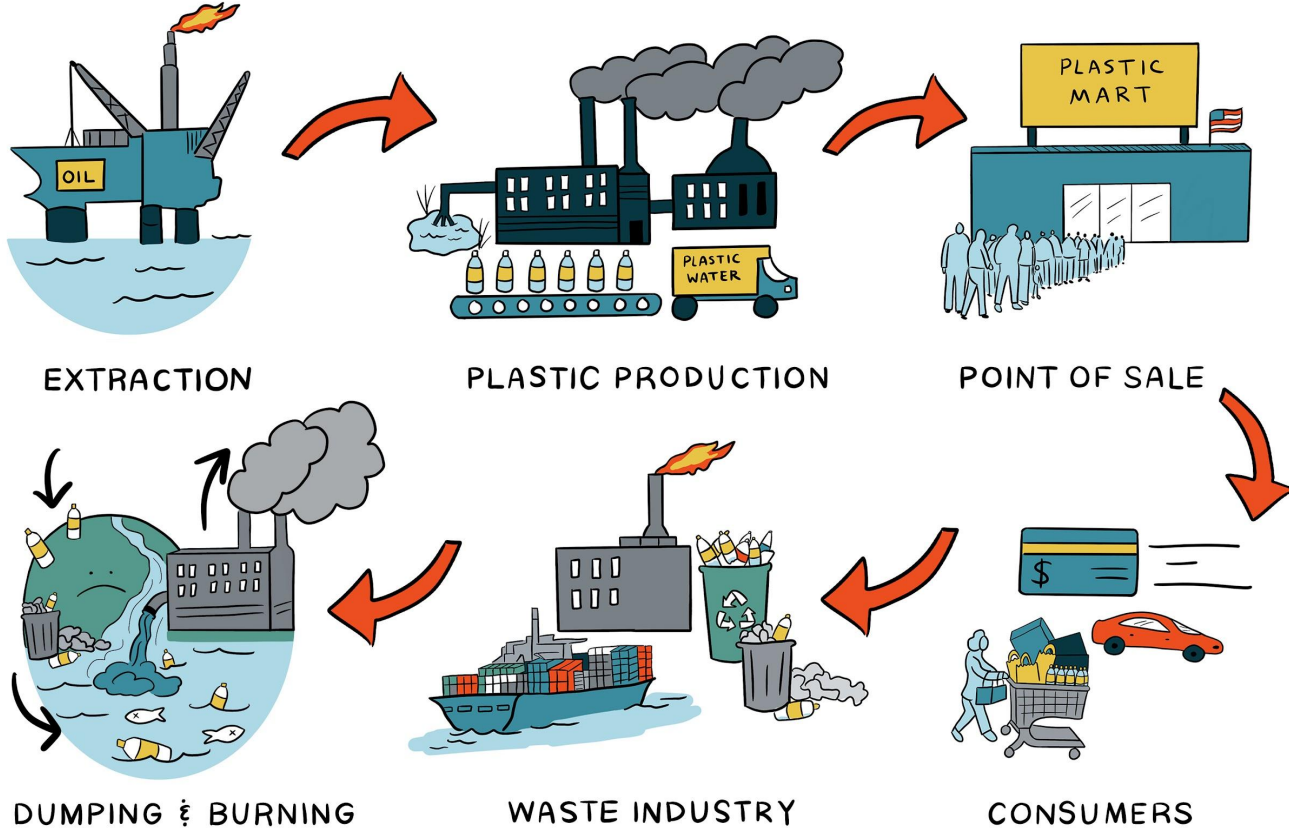 OIL
EXTRACTION
PLASTIC
WATER
PLASTIC PRODUCTION
PLASTIC
MART
POINT OF SALE
$
CONSUMERS
WASTE INDUSTRY
DUMPING & BURNING